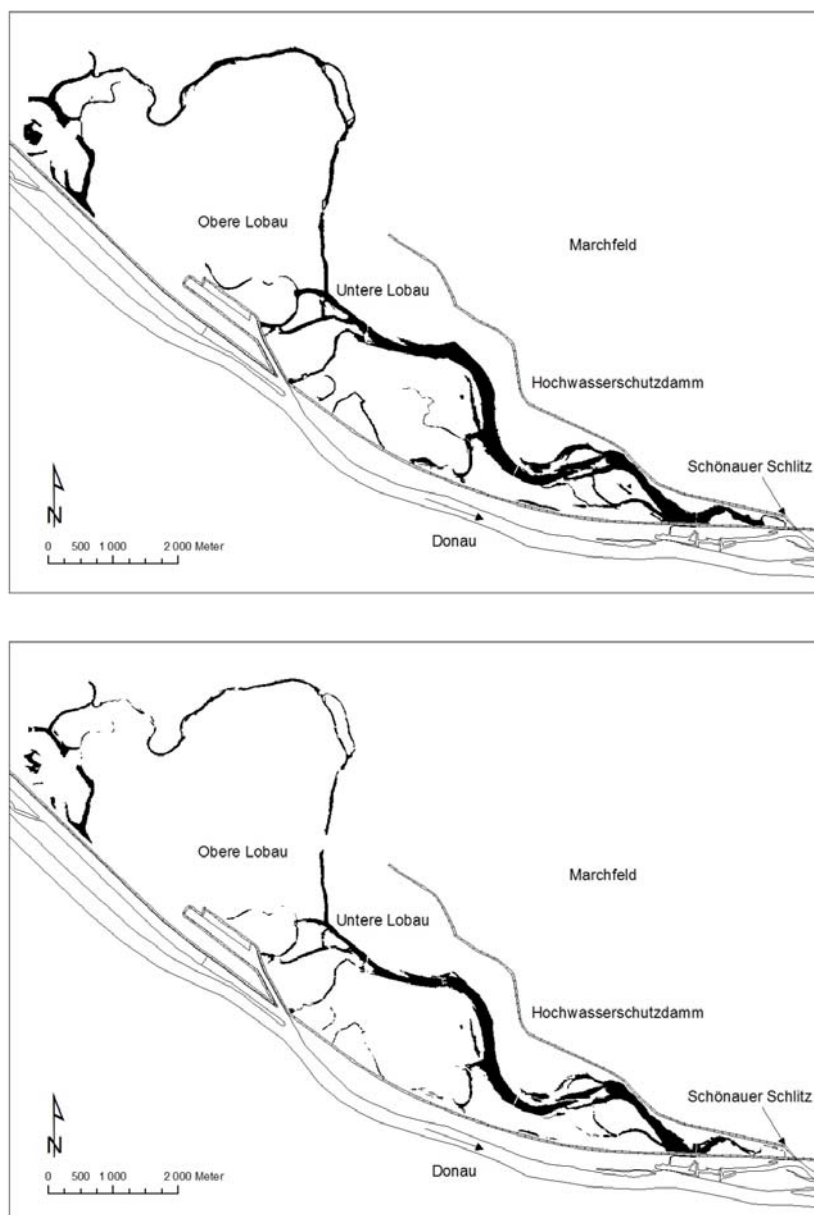 Obere Lobau
Marchfeld
Untere Lobau
Hochwasserschutzdamm
Schönauer Schlitz
N
0 500 1 000 2 000 Meter
Donau
Obere Lobau
Marchfeld
Untere Lobau
Hochwasserschutzdamm
Schönauer Schlitz
N
0 500 1 000 2 000 Meter
Donau